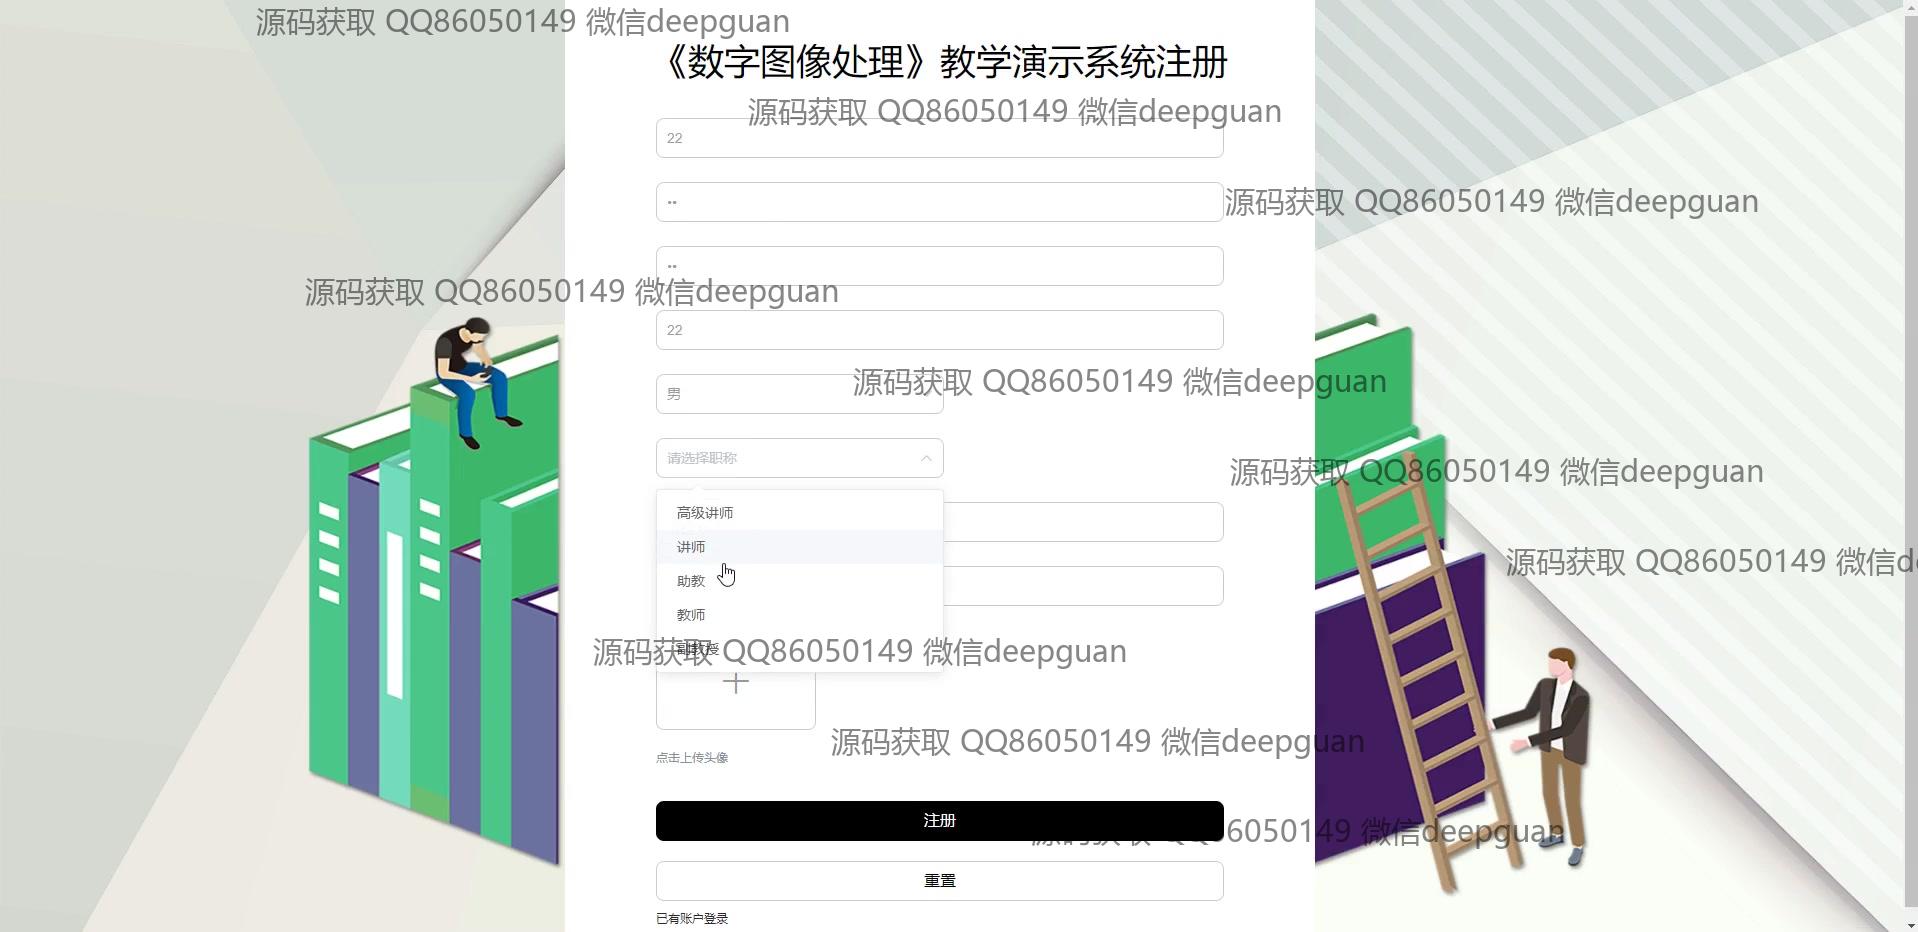 源码获取 QQ86050149 微信deepguan
《数字图像处理》教学演示系统注册
源码获取 QQ86050149 微信deepguan
22
··
源码获取 QQ86050149 微信deepguan
··
源码获取 QQ86050149 微信deepguan
22
源码获取 QQ86050149 微信deepguan
男
请选择职称
源码获取 QQ86050149 微信deepguan
高级讲师
讲师
源码获取 QQ86050149 微信d
助教
教师
副教授
源码获取 QQ86050149 微信deepguan
源码获取 QQ86050149 微信deepguan
点击上传头像
注册
6050149 微信deepguan
重置
已有账户登录